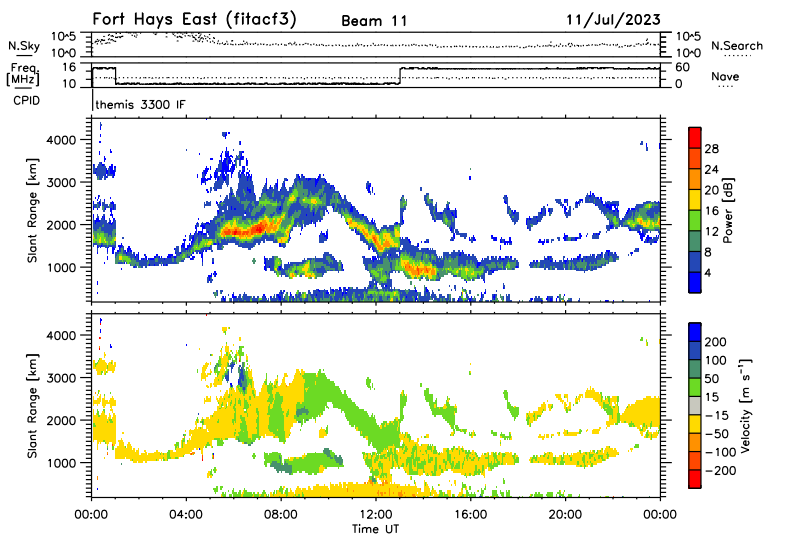 Fort Hays East (fitacf3) Beam 11 11/Jul/2023
N.Sky 10^5 10^0 10^5 10^0 N.Search
Freq. [MHz] 16 10 60 0 Nave
CPID themis 3300 IF
Slant Range [km] 4000 3000 2000 1000
28 24 20 16 12 8 4 Power [dB]
Slant Range [km] 4000 3000 2000 1000
200 100 50 15 −15 −50 −100 −200 Velocity [m s⁻¹]
00:00 04:00 08:00 12:00 16:00 20:00 00:00
Time UT